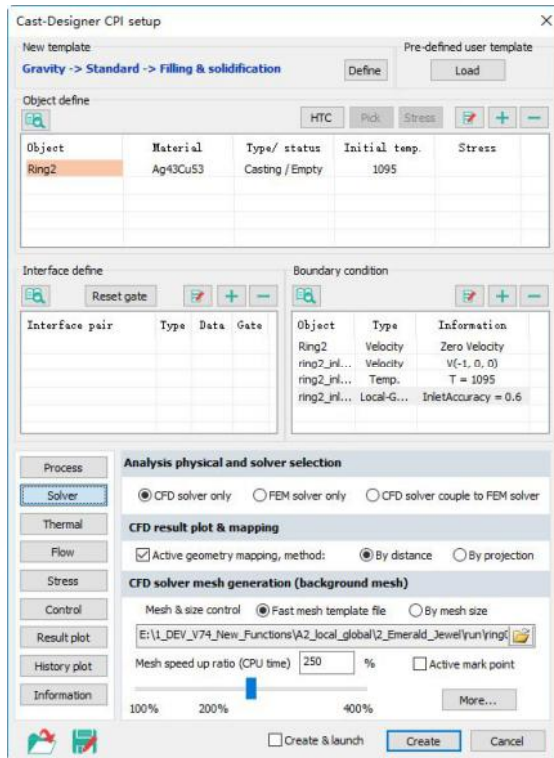 Cast-Designer CPI setup
New template
Gravity -> Standard -> Filling & solidification
Define
Pre-defined user template
Load
Object define
HTC Pick Stress
Object Material Type/ status Initial temp. Stress
Ring2 Ag43Cu53 Casting / Empty 1095
Interface define
Reset gate
Interface pair Type Data Gate
Boundary condition
Object Type Information
Ring2 Velocity Zero Velocity
ring2_inl... Velocity V(-1, 0, 0)
ring2_inl... Temp. T = 1095
ring2_inl... Local-G... InletAccuracy = 0.6
Process
Solver
Thermal
Flow
Stress
Control
Result plot
History plot
Information
Analysis physical and solver selection
CFD solver only FEM solver only CFD solver couple to FEM solver
CFD result plot & mapping
Active geometry mapping, method: By distance By projection
CFD solver mesh generation (background mesh)
Mesh & size control Fast mesh template file By mesh size
E:\1_DEV_V74_New_Functions\A2_local_global\2_Emerald_Jewel\run\ring
Mesh speed up ratio (CPU time) 250 % Active mark point
100% 200% 400%
More...
Create & launch Create Cancel